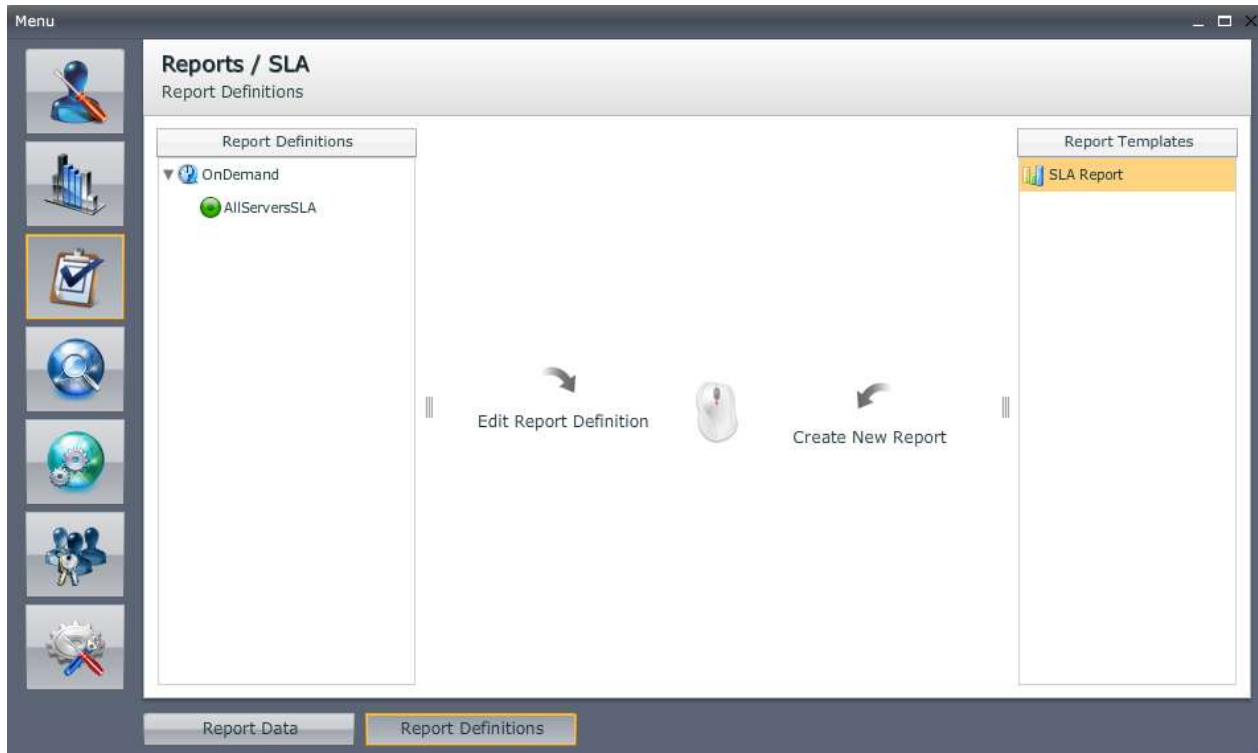 Menu
Reports / SLA
Report Definitions
Report Definitions
OnDemand
AllServersSLA
Edit Report Definition
Create New Report
Report Templates
SLA Report
Report Data
Report Definitions